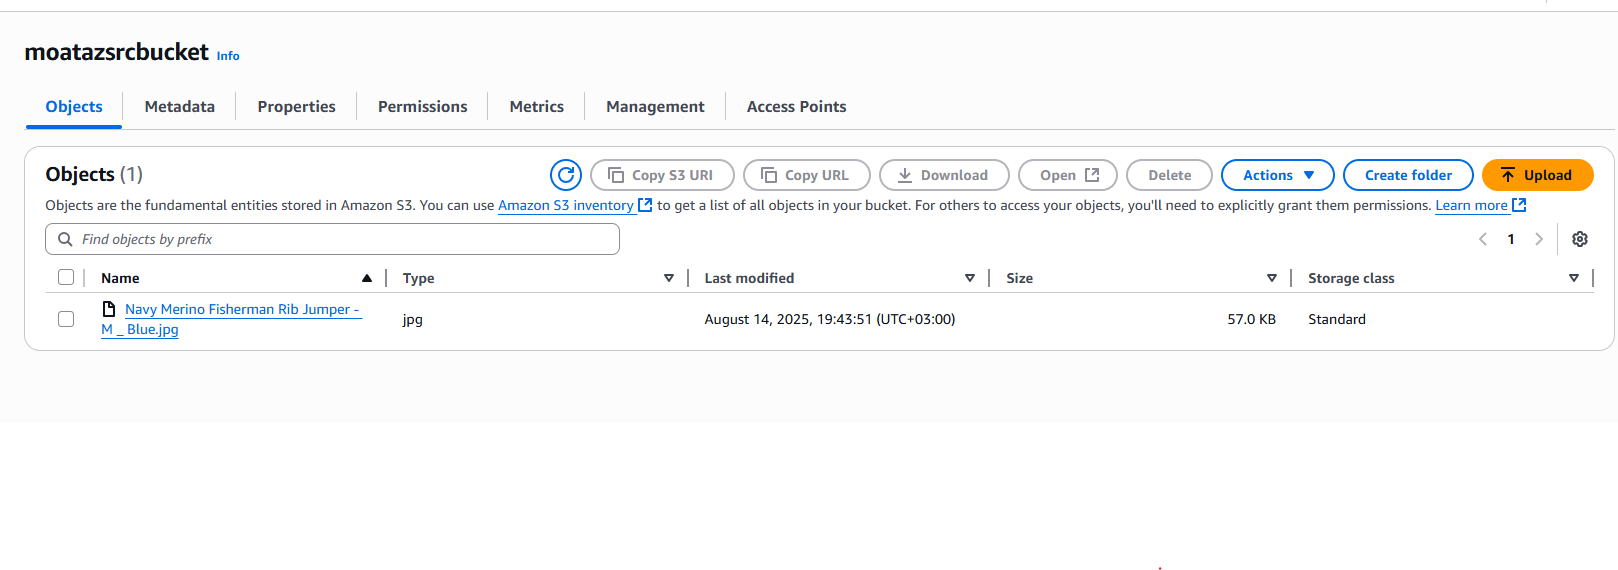 moatazsrcbucket Info
Objects Metadata Properties Permissions Metrics Management Access Points
Objects (1) Copy S3 URI Copy URL Download Open Delete Actions Create folder Upload
Objects are the fundamental entities stored in Amazon S3. You can use Amazon S3 inventory to get a list of all objects in your bucket. For others to access your objects, you'll need to explicitly grant them permissions. Learn more
Find objects by prefix 1
Name Type Last modified Size Storage class
Navy Merino Fisherman Rib Jumper -
M _ Blue.jpg jpg August 14, 2025, 19:43:51 (UTC+03:00) 57.0 KB Standard